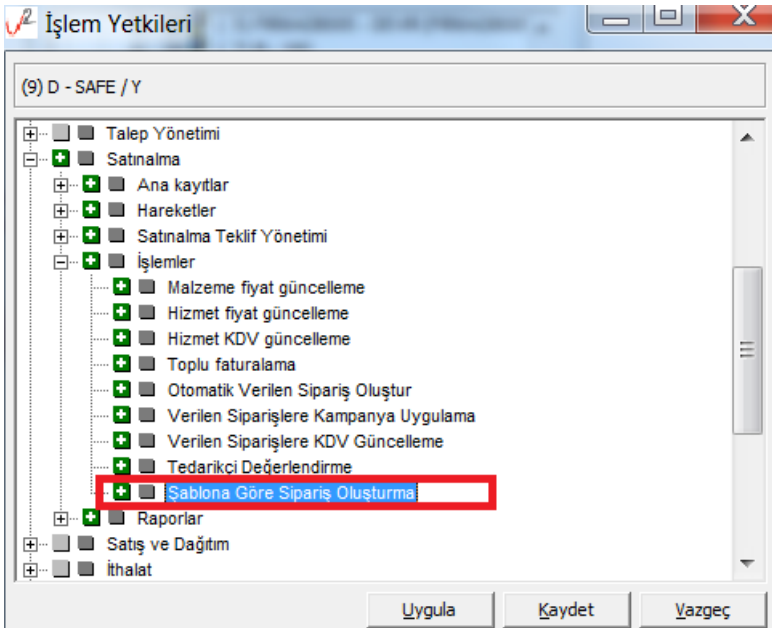 İşlem Yetkileri
(9) D - SAFE / Y
Talep Yönetimi
Satınalma
Ana kayıtlar
Hareketler
Satınalma Teklif Yönetimi
İşlemler
Malzeme fiyat güncelleme
Hizmet fiyat güncelleme
Hizmet KDV güncelleme
Toplu faturalama
Otomatik Verilen Sipariş Oluştur
Verilen Siparişlere Kampanya Uygulama
Verilen Siparişlere KDV Güncelleme
Tedarikçi Değerlendirme
Şablona Göre Sipariş Oluşturma
Raporlar
Satış ve Dağıtım
İthalat
Uygula Kaydet Vazgeç